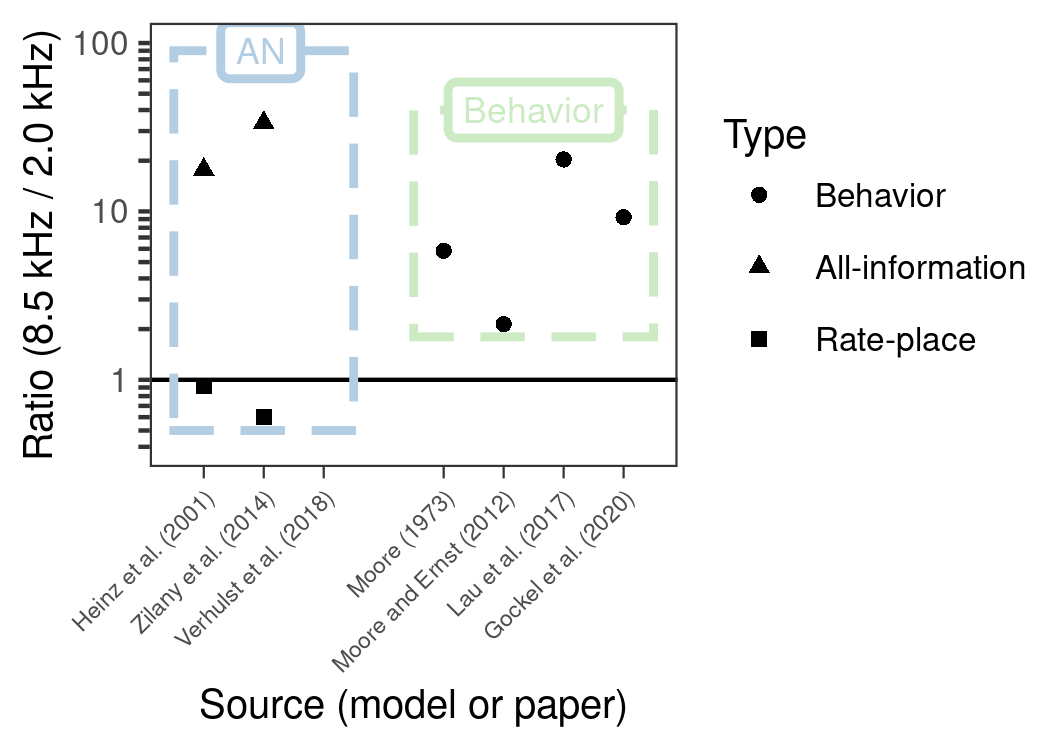 Ratio (8.5 kHz / 2.0 kHz)
100
10
1
AN
Behavior
Heinz et al. (2001)
Zilany et al. (2014)
Verhulst et al. (2018)
Moore (1973)
Moore and Ernst (2012)
Lau et al. (2017)
Gockel et al. (2020)
Source (model or paper)
Type
Behavior
All-information
Rate-place